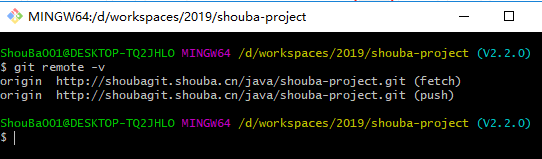 MINGW64:/d/workspaces/2019/shouba-project
ShouBa001@DESKTOP-TQ2JHLO MINGW64 /d/workspaces/2019/shouba-project (V2.2.0)
$ git remote -v
origin  http://shoubagit.shouba.cn/java/shouba-project.git (fetch)
origin  http://shoubagit.shouba.cn/java/shouba-project.git (push)
ShouBa001@DESKTOP-TQ2JHLO MINGW64 /d/workspaces/2019/shouba-project (V2.2.0)
$